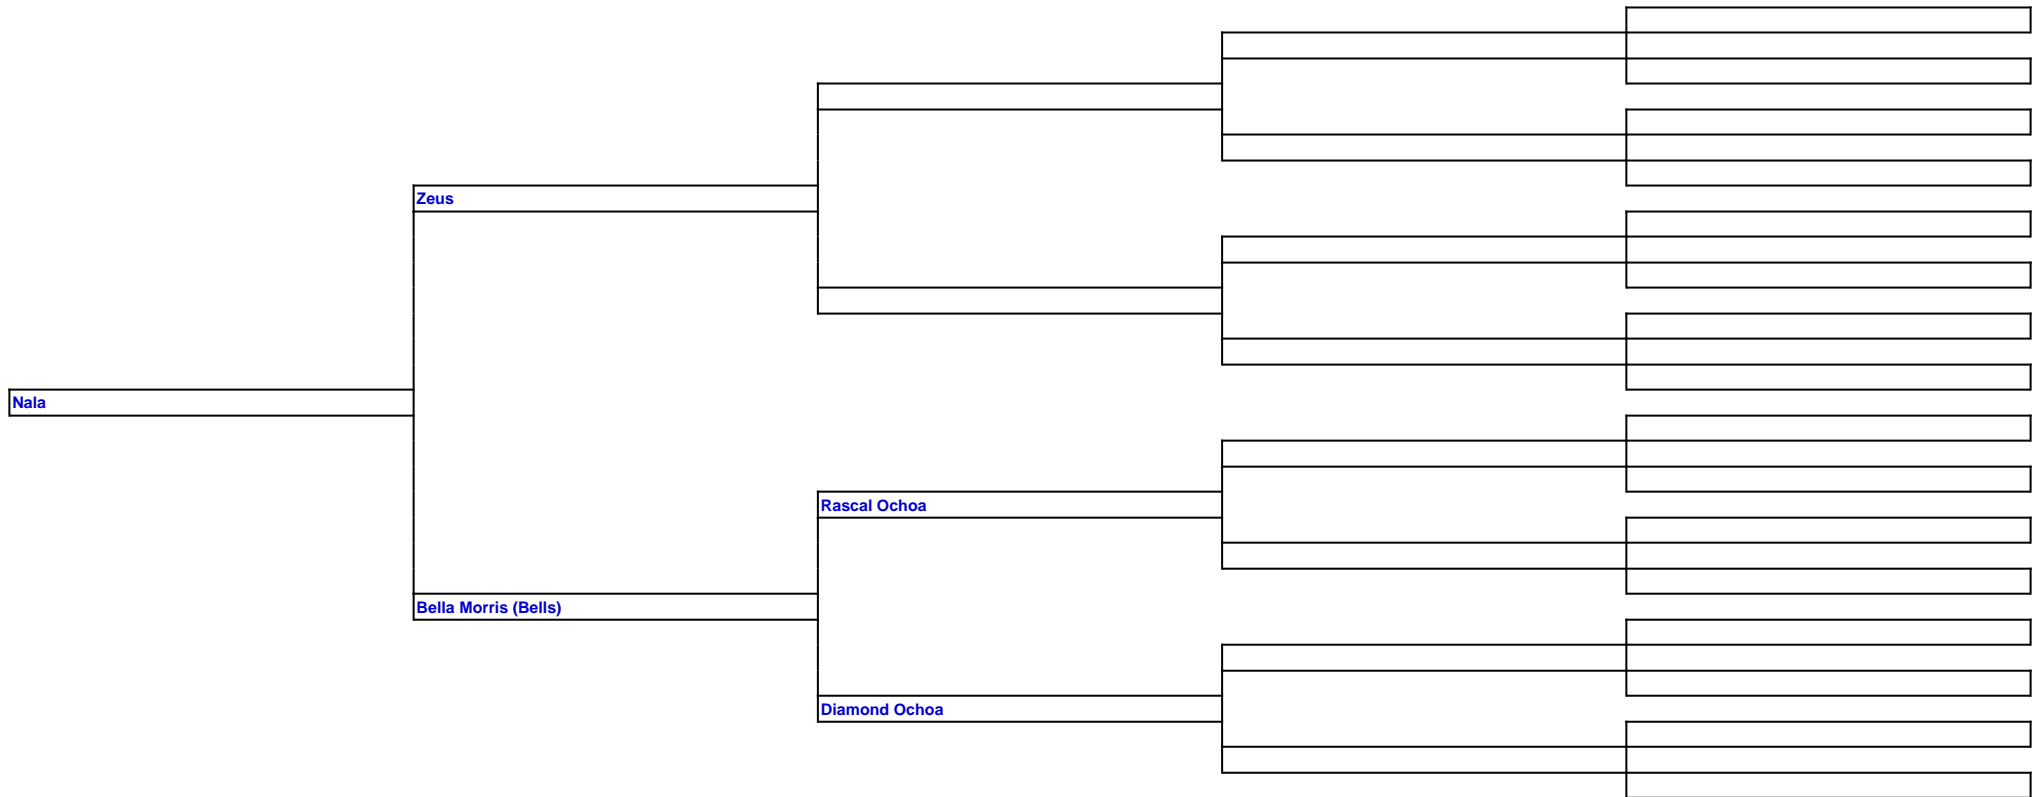 Zeus
Nala
Rascal Ochoa
Bella Morris (Bells)
Diamond Ochoa